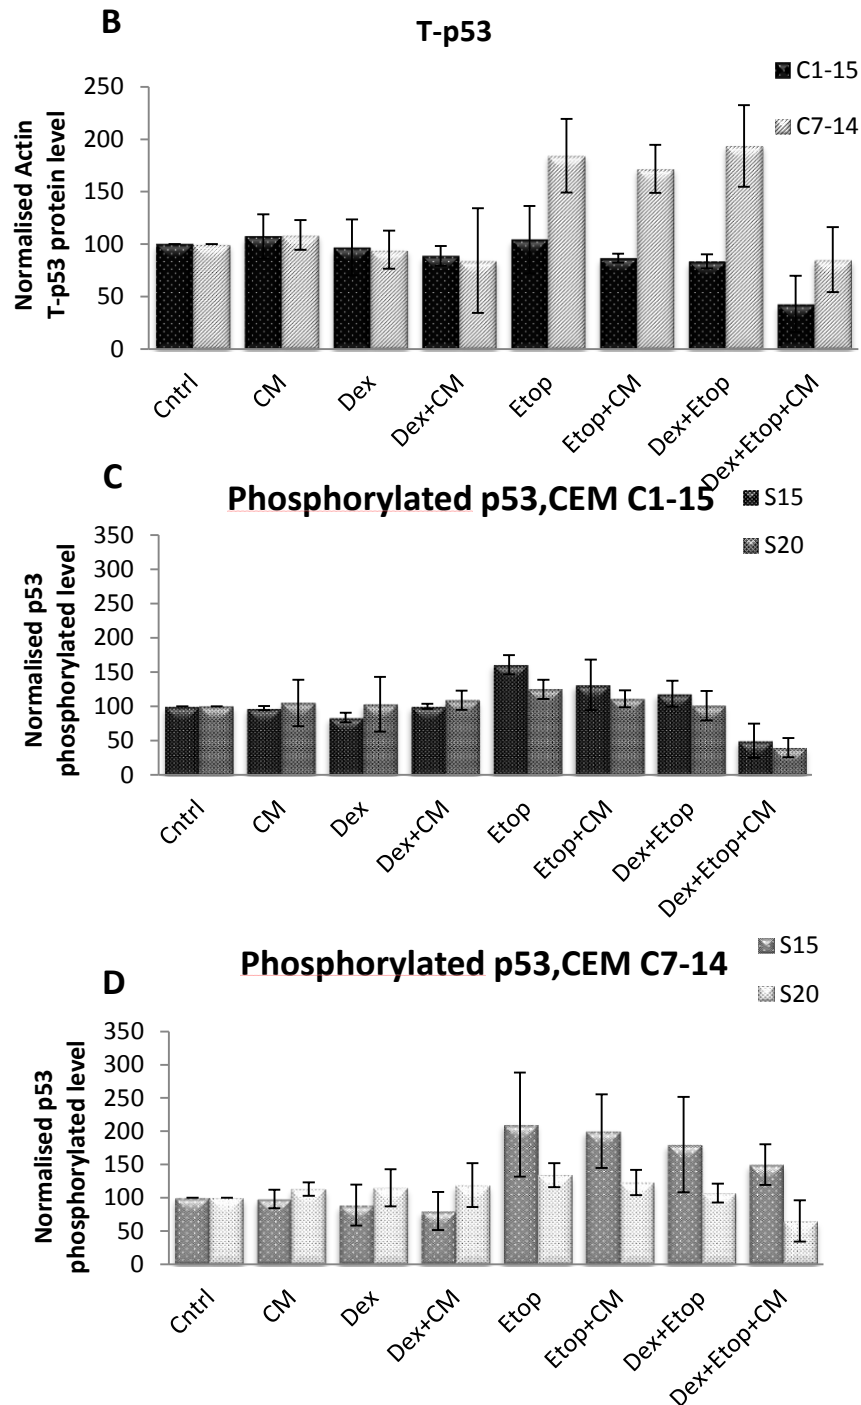 B
T-p53
C1-15
C7-14
Normalised Actin
T-p53 protein level
250
200
150
100
50
0
Cntrl
CM
Dex
Dex+CM
Etop
Etop+CM
Dex+Etop
Dex+Etop+CM
C
Phosphorylated p53,CEM C1-15
S15
S20
Normalised p53
phosphorylated level
350
300
250
200
150
100
50
0
Cntrl
CM
Dex
Dex+CM
Etop
Etop+CM
Dex+Etop
Dex+Etop+CM
D
Phosphorylated p53,CEM C7-14
S15
S20
Normalised p53
phosphorylated level
350
300
250
200
150
100
50
0
Cntrl
CM
Dex
Dex+CM
Etop
Etop+CM
Dex+Etop
Dex+Etop+CM